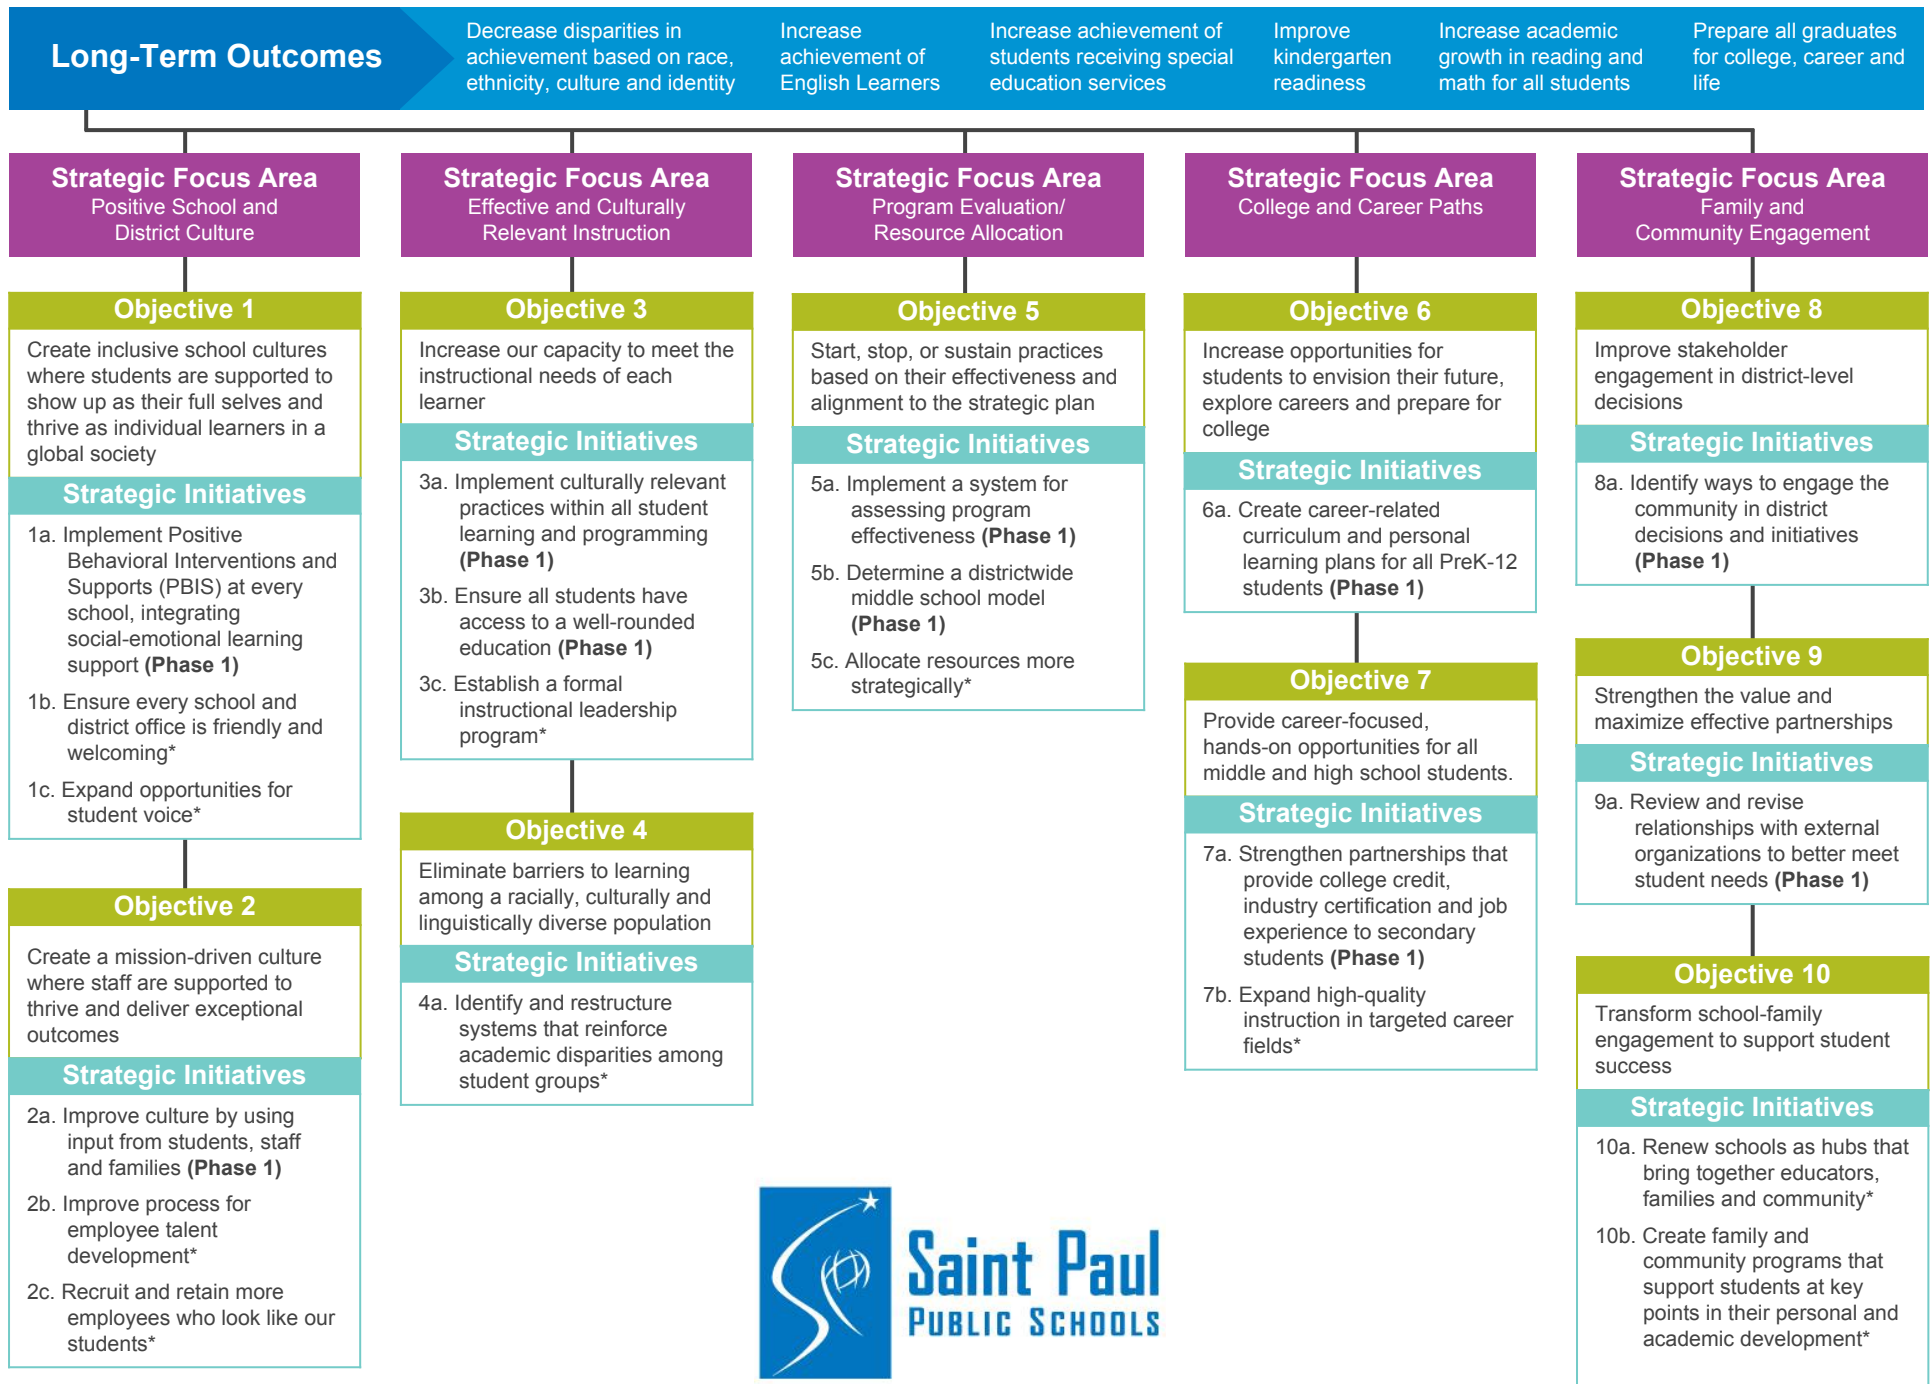 Long-Term Outcomes
Decrease disparities in
achievement based on race,
ethnicity, culture and identity
Increase
achievement of
English Learners
Increase achievement of
students receiving special
education services
Improve
kindergarten
readiness
Increase academic
growth in reading and
math for all students
Prepare all graduates
for college, career and
life
Strategic Focus Area
Positive School and
District Culture
Objective 1
Create inclusive school cultures
where students are supported to
show up as their full selves and
thrive as individual learners in a
global society
Strategic Initiatives
1a. Implement Positive
Behavioral Interventions and
Supports (PBIS) at every
school, integrating
social-emotional learning
support (Phase 1)
1b. Ensure every school and
district office is friendly and
welcoming*
1c. Expand opportunities for
student voice*
Objective 2
Create a mission-driven culture
where staff are supported to
thrive and deliver exceptional
outcomes
Strategic Initiatives
2a. Improve culture by using
input from students, staff
and families (Phase 1)
2b. Improve process for
employee talent
development*
2c. Recruit and retain more
employees who look like our
students*
Strategic Focus Area
Effective and Culturally
Relevant Instruction
Objective 3
Increase our capacity to meet the
instructional needs of each
learner
Strategic Initiatives
3a. Implement culturally relevant
practices within all student
learning and programming
(Phase 1)
3b. Ensure all students have
access to a well-rounded
education (Phase 1)
3c. Establish a formal
instructional leadership
program*
Objective 4
Eliminate barriers to learning
among a racially, culturally and
linguistically diverse population
Strategic Initiatives
4a. Identify and restructure
systems that reinforce
academic disparities among
student groups*
Strategic Focus Area
Program Evaluation/
Resource Allocation
Objective 5
Start, stop, or sustain practices
based on their effectiveness and
alignment to the strategic plan
Strategic Initiatives
5a. Implement a system for
assessing program
effectiveness (Phase 1)
5b. Determine a districtwide
middle school model
(Phase 1)
5c. Allocate resources more
strategically*
Strategic Focus Area
College and Career Paths
Objective 6
Increase opportunities for
students to envision their future,
explore careers and prepare for
college
Strategic Initiatives
6a. Create career-related
curriculum and personal
learning plans for all PreK-12
students (Phase 1)
Objective 7
Provide career-focused,
hands-on opportunities for all
middle and high school students.
Strategic Initiatives
7a. Strengthen partnerships that
provide college credit,
industry certification and job
experience to secondary
students (Phase 1)
7b. Expand high-quality
instruction in targeted career
fields*
Strategic Focus Area
Family and
Community Engagement
Objective 8
Improve stakeholder
engagement in district-level
decisions
Strategic Initiatives
8a. Identify ways to engage the
community in district
decisions and initiatives
(Phase 1)
Objective 9
Strengthen the value and
maximize effective partnerships
Strategic Initiatives
9a. Review and revise
relationships with external
organizations to better meet
student needs (Phase 1)
Objective 10
Transform school-family
engagement to support student
success
Strategic Initiatives
10a. Renew schools as hubs that
bring together educators,
families and community*
10b. Create family and
community programs that
support students at key
points in their personal and
academic development*
Saint Paul
PUBLIC SCHOOLS